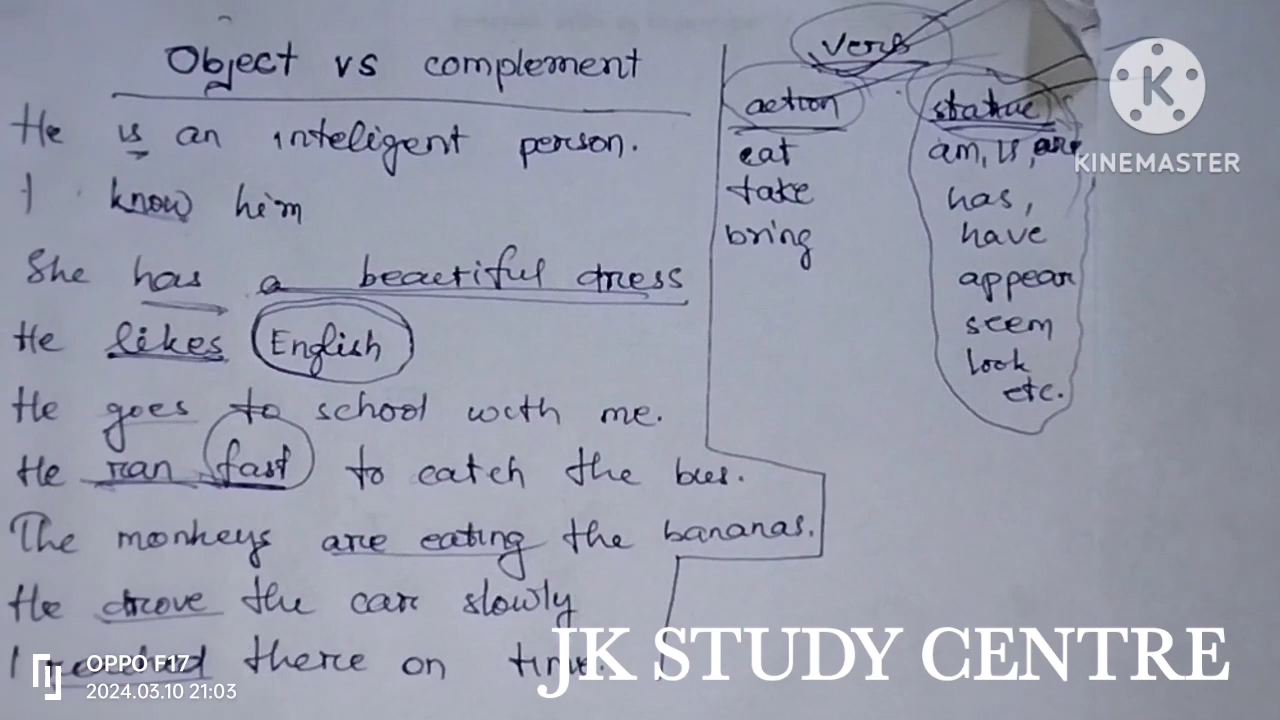 Object vs complement
He is an inteligent person.
I know him
She has a beautiful dress
He likes English
He goes to school with me.
He ran fast to catch the bus.
The monkeys are eating the bananas.
He drove the car slowly
I reached there on time.
verb
action
eat
take
bring
statue
am, is, are
has,
have
appear
seem
look
etc.
K
KINEMASTER
OPPO F17
2024.03.10 21:03
JK STUDY CENTRE